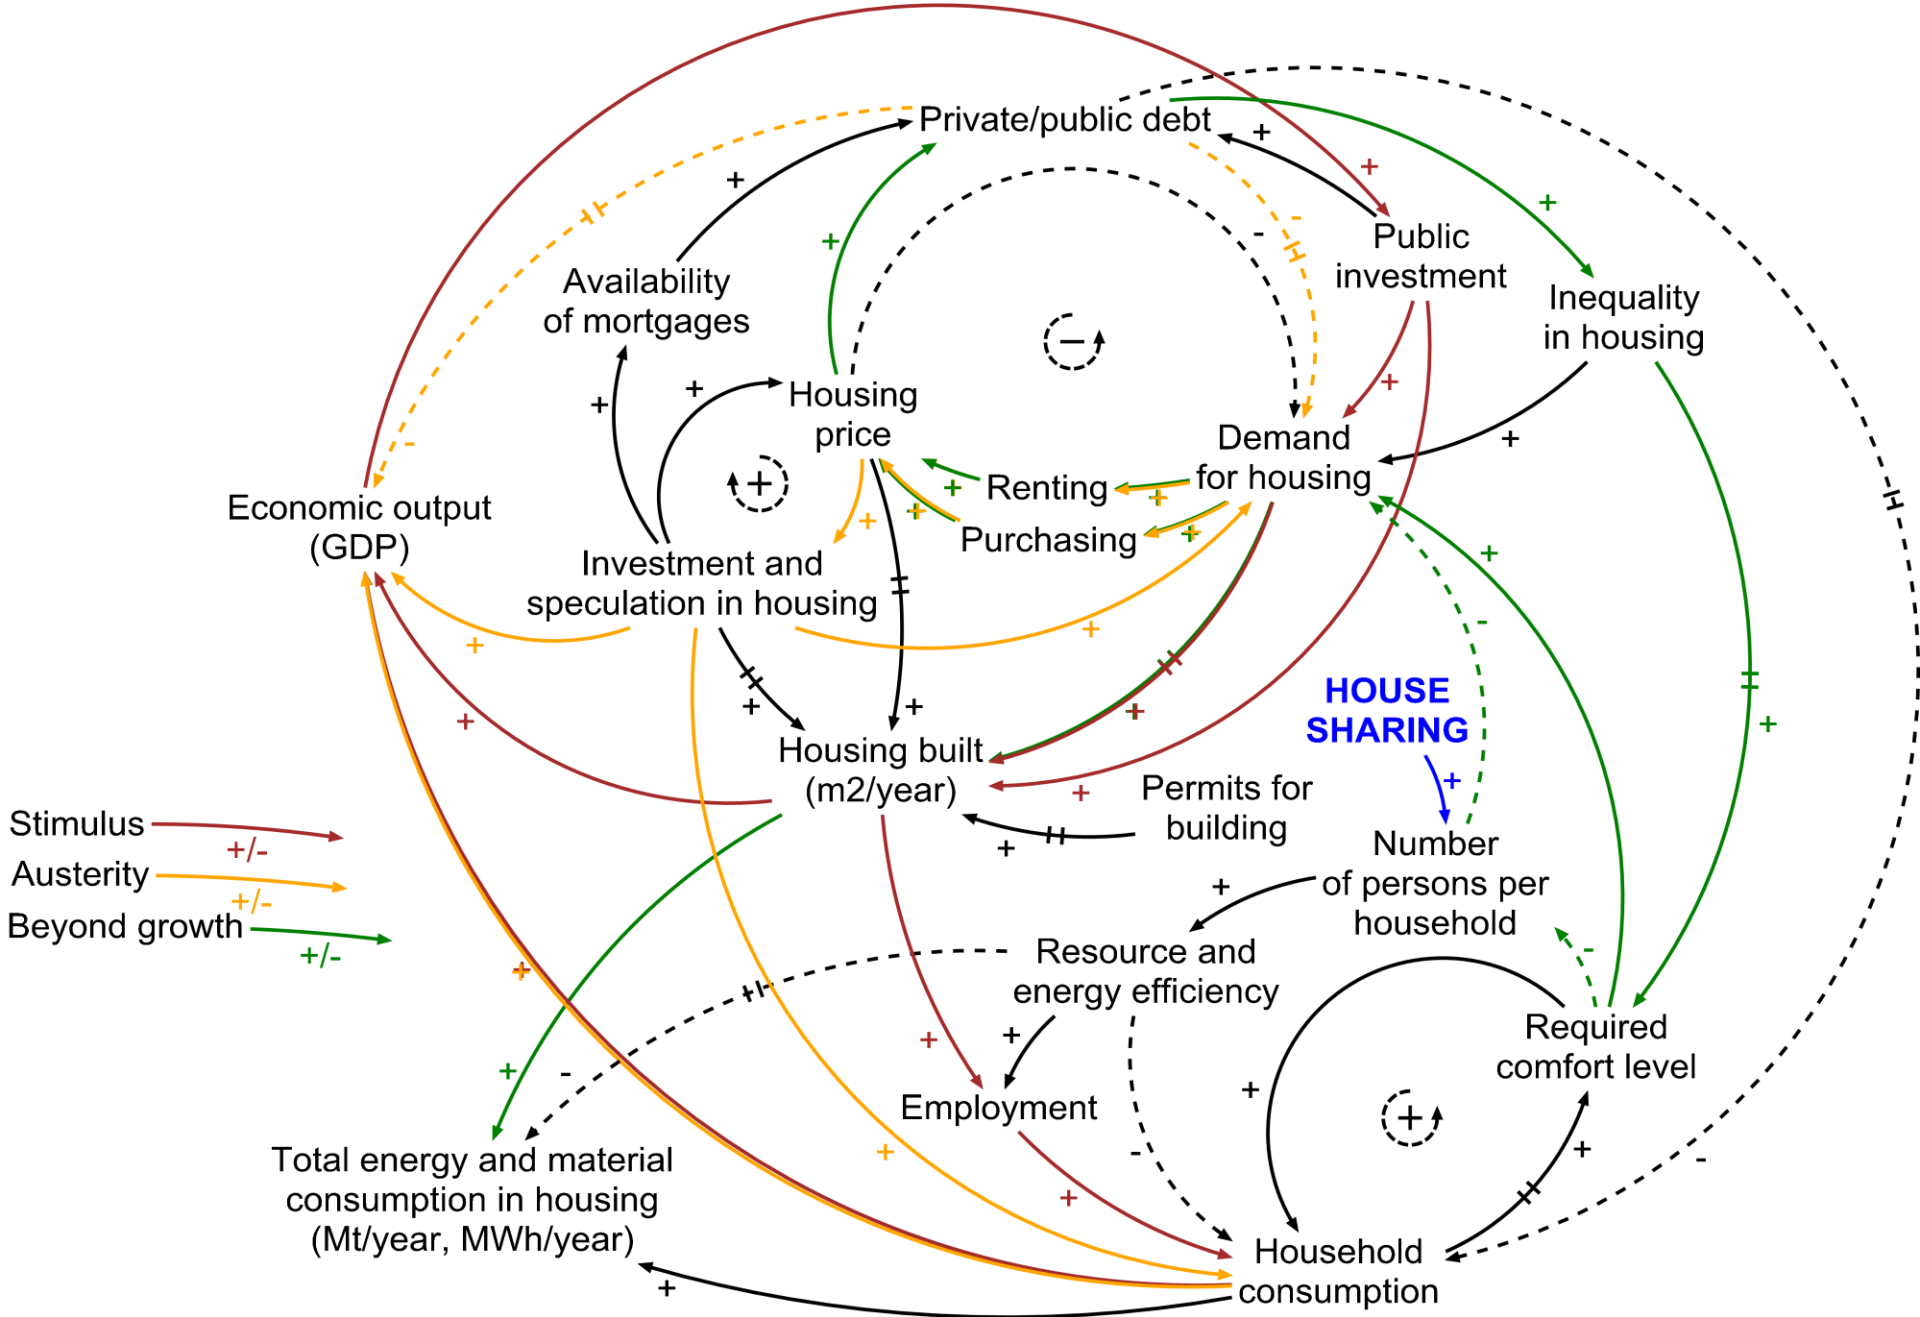 Private/public debt
Public
investment
Availability
of mortgages
Inequality
in housing
Housing
price
Demand
for housing
Renting
Purchasing
Economic output
(GDP)
Investment and
speculation in housing
HOUSE
SHARING
Housing built
(m2/year)
Permits for
building
Stimulus
+/-
Austerity
+/-
Beyond growth
+/-
Number
of persons per
household
Resource and
energy efficiency
Required
comfort level
Employment
Total energy and material
consumption in housing
(Mt/year, MWh/year)
Household
consumption